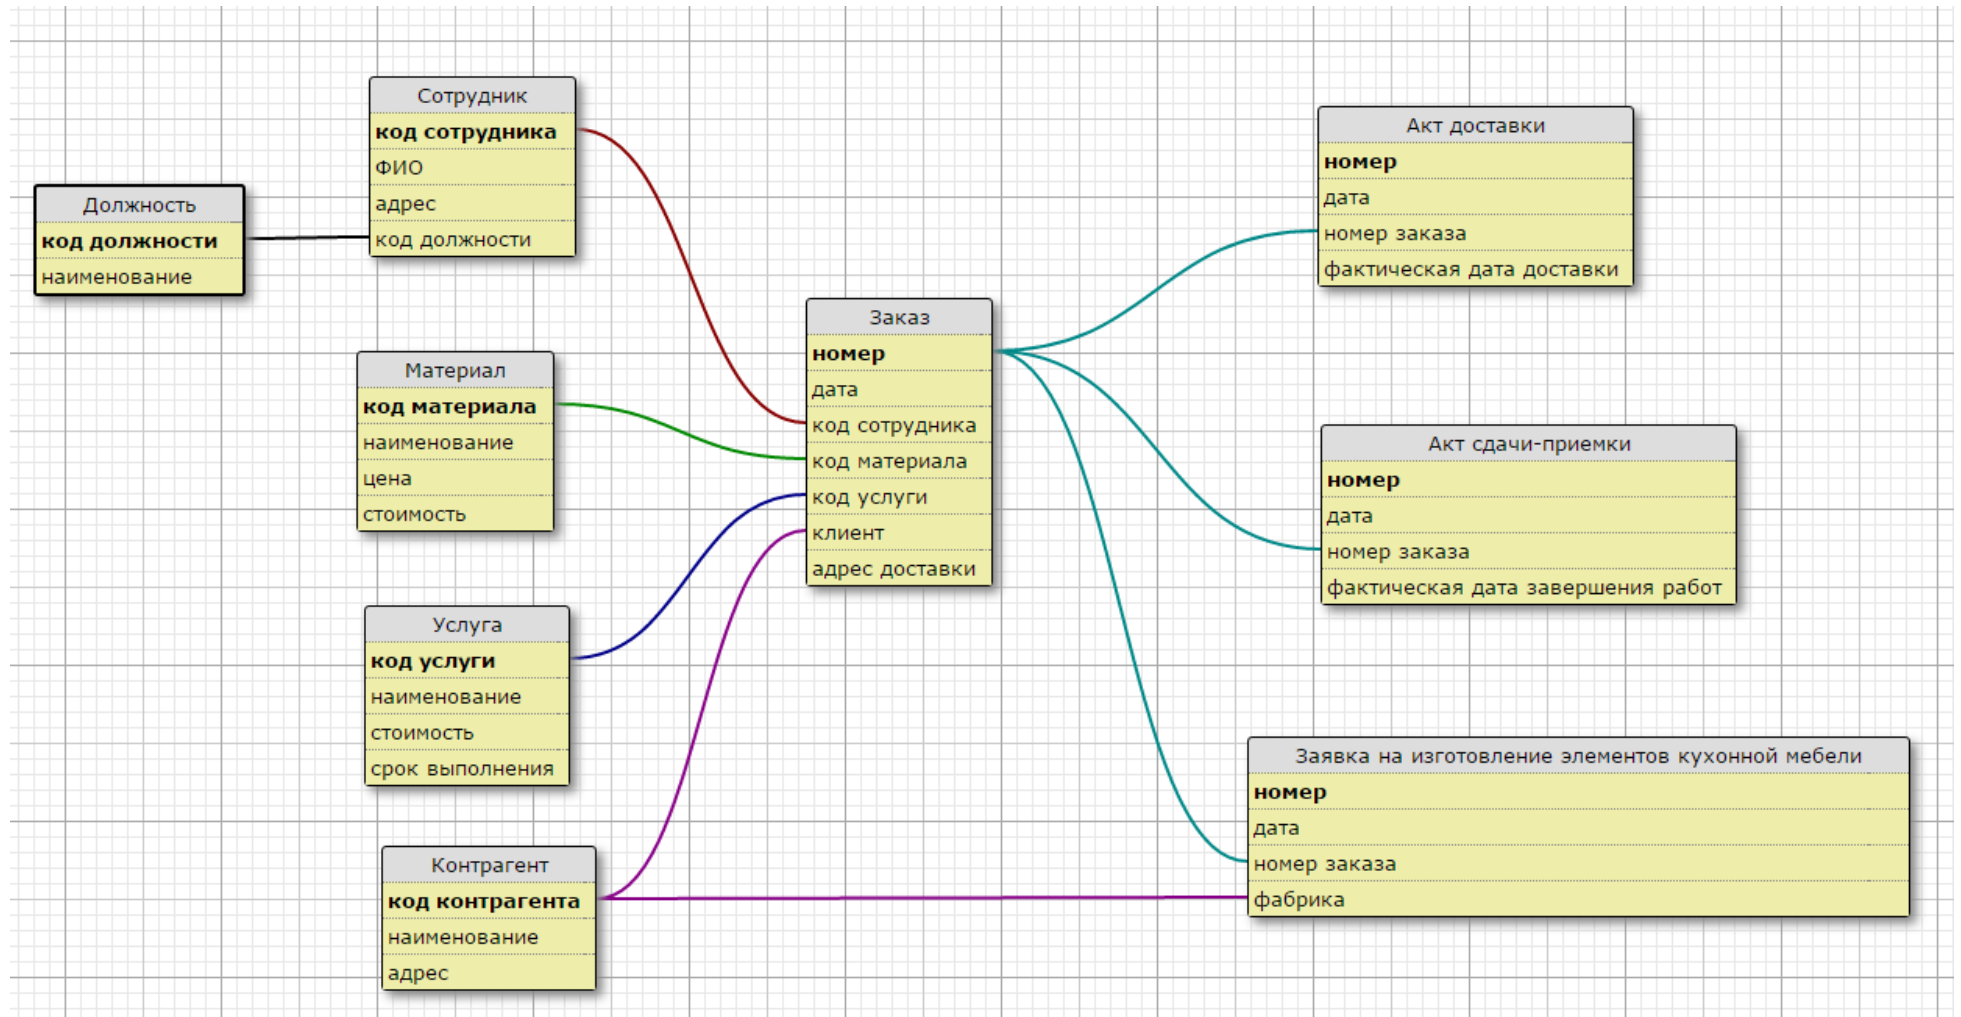 Должность
код должности
наименование
Сотрудник
код сотрудника
ФИО
адрес
код должности
Материал
код материала
наименование
цена
стоимость
Услуга
код услуги
наименование
стоимость
срок выполнения
Контрагент
код контрагента
наименование
адрес
Заказ
номер
дата
код сотрудника
код материала
код услуги
клиент
адрес доставки
Акт доставки
номер
дата
номер заказа
фактическая дата доставки
Акт сдачи-приемки
номер
дата
номер заказа
фактическая дата завершения работ
Заявка на изготовление элементов кухонной мебели
номер
дата
номер заказа
фабрика